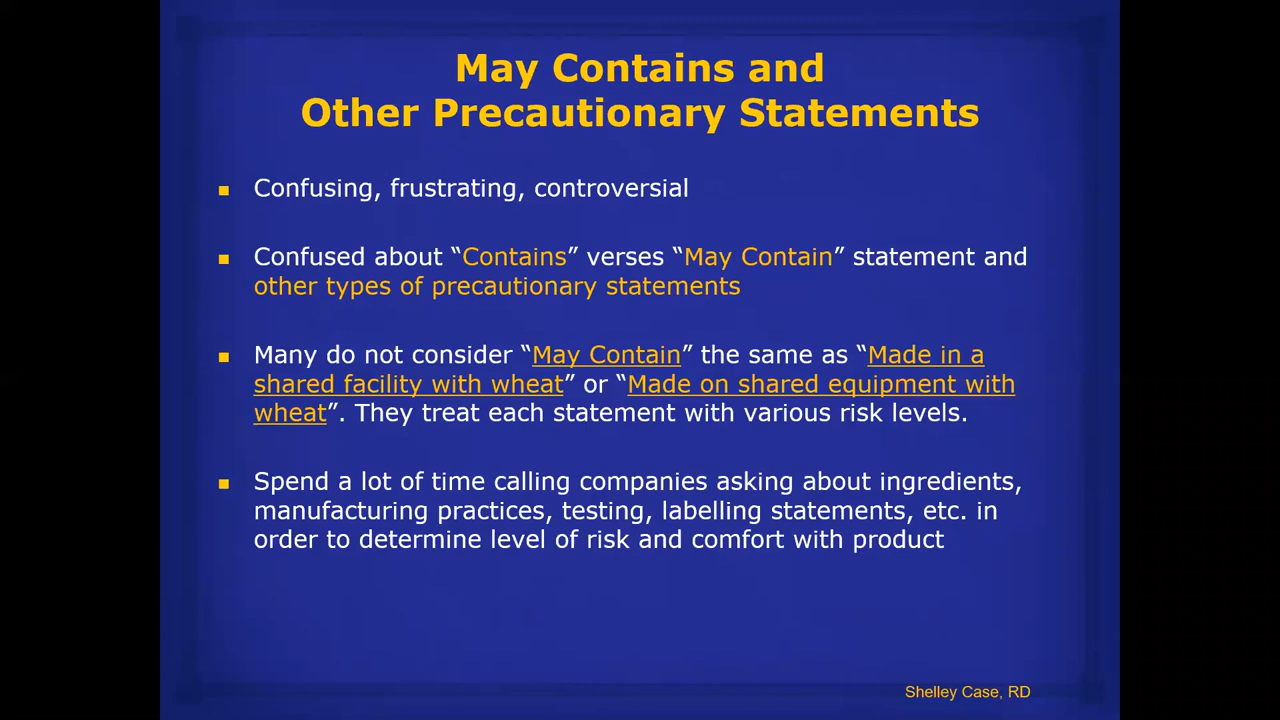 May Contains and
Other Precautionary Statements
Confusing, frustrating, controversial
Confused about “Contains” verses “May Contain” statement and
other types of precautionary statements
Many do not consider “May Contain” the same as “Made in a
shared facility with wheat” or “Made on shared equipment with
wheat”. They treat each statement with various risk levels.
Spend a lot of time calling companies asking about ingredients,
manufacturing practices, testing, labelling statements, etc. in
order to determine level of risk and comfort with product
Shelley Case, RD